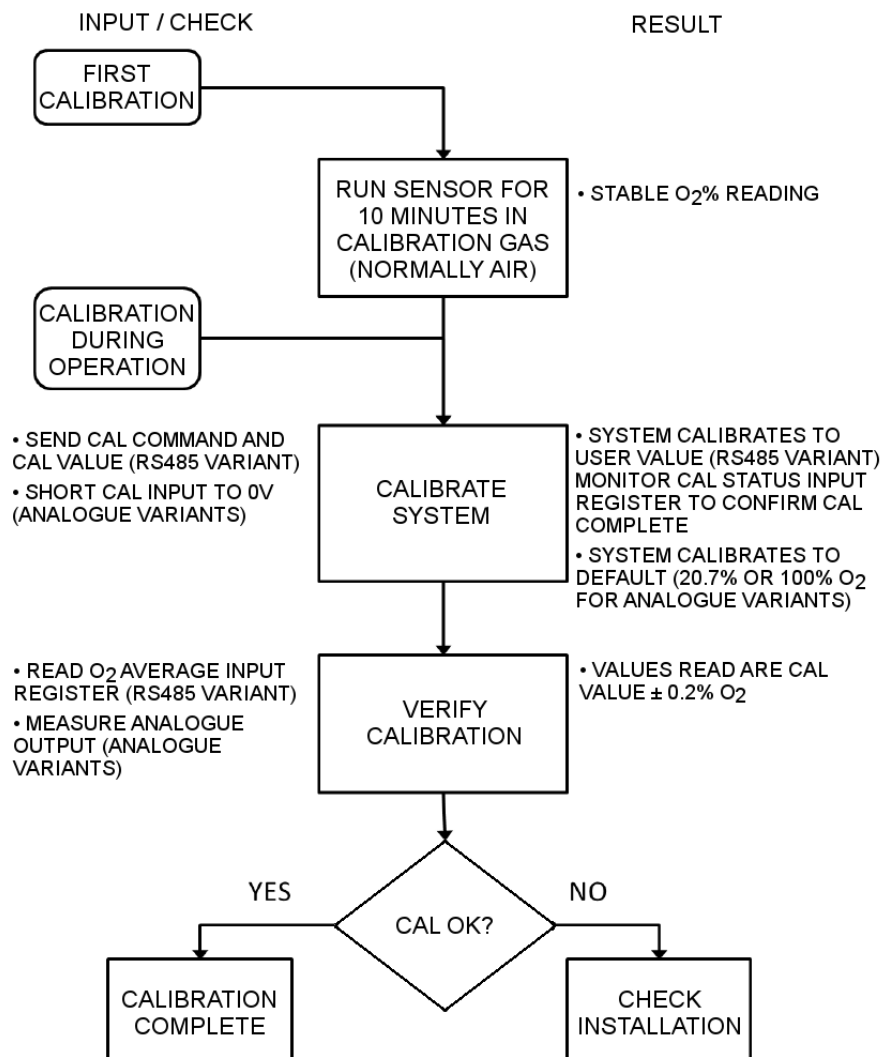 INPUT / CHECK
RESULT
FIRST
CALIBRATION
RUN SENSOR FOR
10 MINUTES IN
CALIBRATION GAS
(NORMALLY AIR)
• STABLE O2% READING
CALIBRATION
DURING
OPERATION
• SEND CAL COMMAND AND
CAL VALUE (RS485 VARIANT)
• SHORT CAL INPUT TO 0V
(ANALOGUE VARIANTS)
CALIBRATE
SYSTEM
• SYSTEM CALIBRATES TO
USER VALUE (RS485 VARIANT)
MONITOR CAL STATUS INPUT
REGISTER TO CONFIRM CAL
COMPLETE
• SYSTEM CALIBRATES TO
DEFAULT (20.7% OR 100% O2
FOR ANALOGUE VARIANTS)
• READ O2 AVERAGE INPUT
REGISTER (RS485 VARIANT)
• MEASURE ANALOGUE
OUTPUT (ANALOGUE
VARIANTS)
VERIFY
CALIBRATION
• VALUES READ ARE CAL
VALUE ± 0.2% O2
YES
NO
CAL OK?
CALIBRATION
COMPLETE
CHECK
INSTALLATION